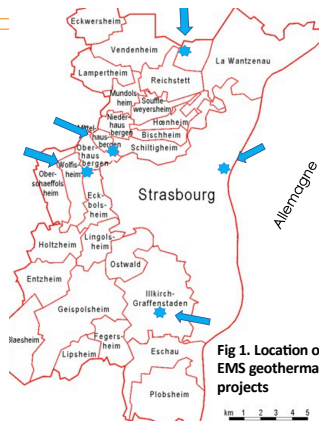 Eckwersheim
Vendenheim
La Wantzenau
Lampertheim
Reichstett
Mundols
heim
Souffle
weyersheim
Nieder
haus
bergen
Hœnheim
Bischheim
Mittel
haus
bergen
Schiltigheim
Ober
haus
bergen
Wolfis
heim
Ober
schaeffols
heim
Eck
bols
heim
Strasbourg
Allemagne
Lingols-
heim
Holtzheim
Ostwald
Entzheim
Illkirch-
Graffenstaden
Geispolsheim
Fegers-
heim
Blaesheim
Lipsheim
Eschau
Plobsheim
Fig 1. Location o
EMS geotherma
projects
km 1 2 3 4 5